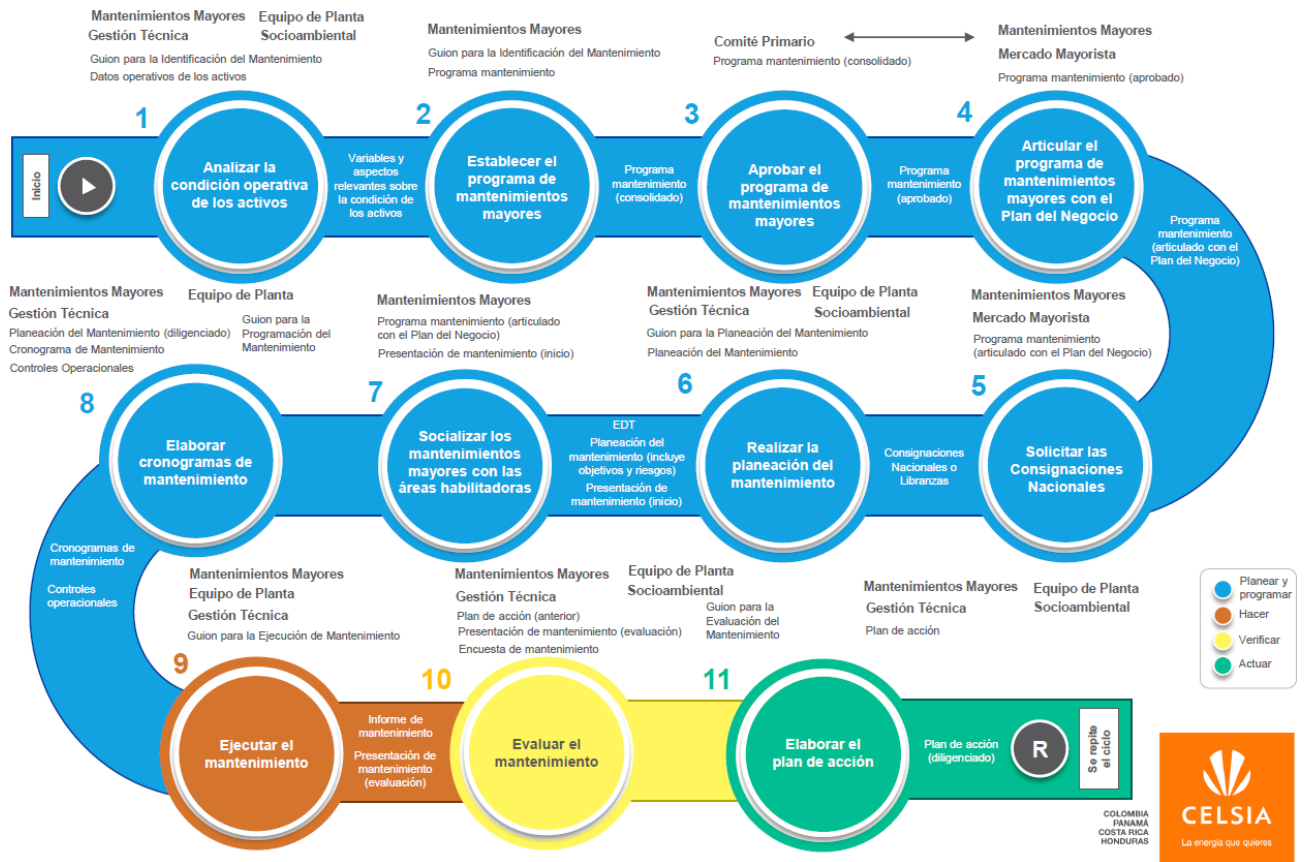 Mantenimientos Mayores
Gestión Técnica
Equipo de Planta
Socioambiental
Guion para la Identificación del Mantenimiento
Datos operativos de los activos
Mantenimientos Mayores
Guion para la Identificación del Mantenimiento
Programa mantenimiento
Comité Primario
Programa mantenimiento (consolidado)
Mantenimientos Mayores
Mercado Mayorista
Programa mantenimiento (aprobado)
Inicio
1
Analizar la
condición operativa
de los activos
Variables y
aspectos
relevantes sobre
la condición de
los activos
2
Establecer el
programa de
mantenimientos
mayores
Programa
mantenimiento
(consolidado)
3
Aprobar el
programa de
mantenimientos
mayores
Programa
mantenimiento
(aprobado)
4
Articular el
programa de
mantenimientos
mayores con el
Plan del Negocio
Programa
mantenimiento
(articulado con el
Plan del Negocio)
Mantenimientos Mayores
Gestión Técnica
Planeación del Mantenimiento (diligenciado)
Cronograma de Mantenimiento
Controles Operacionales
Equipo de Planta
Guion para la
Programación del
Mantenimiento
Mantenimientos Mayores
Programa mantenimiento (articulado
con el Plan del Negocio)
Presentación de mantenimiento (inicio)
Mantenimientos Mayores
Gestión Técnica
Equipo de Planta
Socioambiental
Guion para la Planeación del Mantenimiento
Planeación del Mantenimiento
Mantenimientos Mayores
Mercado Mayorista
Programa mantenimiento
(articulado con el Plan del Negocio)
8
Elaborar
cronogramas de
mantenimiento
7
Socializar los
mantenimientos
mayores con las
áreas habilitadoras
EDT
Planeación del
mantenimiento (incluye
objetivos y riesgos)
Presentación de
mantenimiento (inicio)
6
Realizar la
planeación del
mantenimiento
Consignaciones
Nacionales o
Libranzas
5
Solicitar las
Consignaciones
Nacionales
Cronogramas de
mantenimiento
Controles
operacionales
Mantenimientos Mayores
Equipo de Planta
Gestión Técnica
Guion para la Ejecución de Mantenimiento
Mantenimientos Mayores
Gestión Técnica
Plan de acción (anterior)
Presentación de mantenimiento (evaluación)
Encuesta de mantenimiento
Equipo de Planta
Socioambiental
Guion para la
Evaluación del
Mantenimiento
Mantenimientos Mayores
Gestión Técnica
Plan de acción
Equipo de Planta
Socioambiental
Planear y
programar
Hacer
Verificar
Actuar
9
Ejecutar el
mantenimiento
Informe de
mantenimiento
Presentación de
mantenimiento
(evaluación)
10
Evaluar el
mantenimiento
11
Elaborar el
plan de acción
Plan de acción
(diligenciado)
R
Se repite
el ciclo
COLOMBIA
PANAMÁ
COSTA RICA
HONDURAS
CELSIA
La energía que quieres